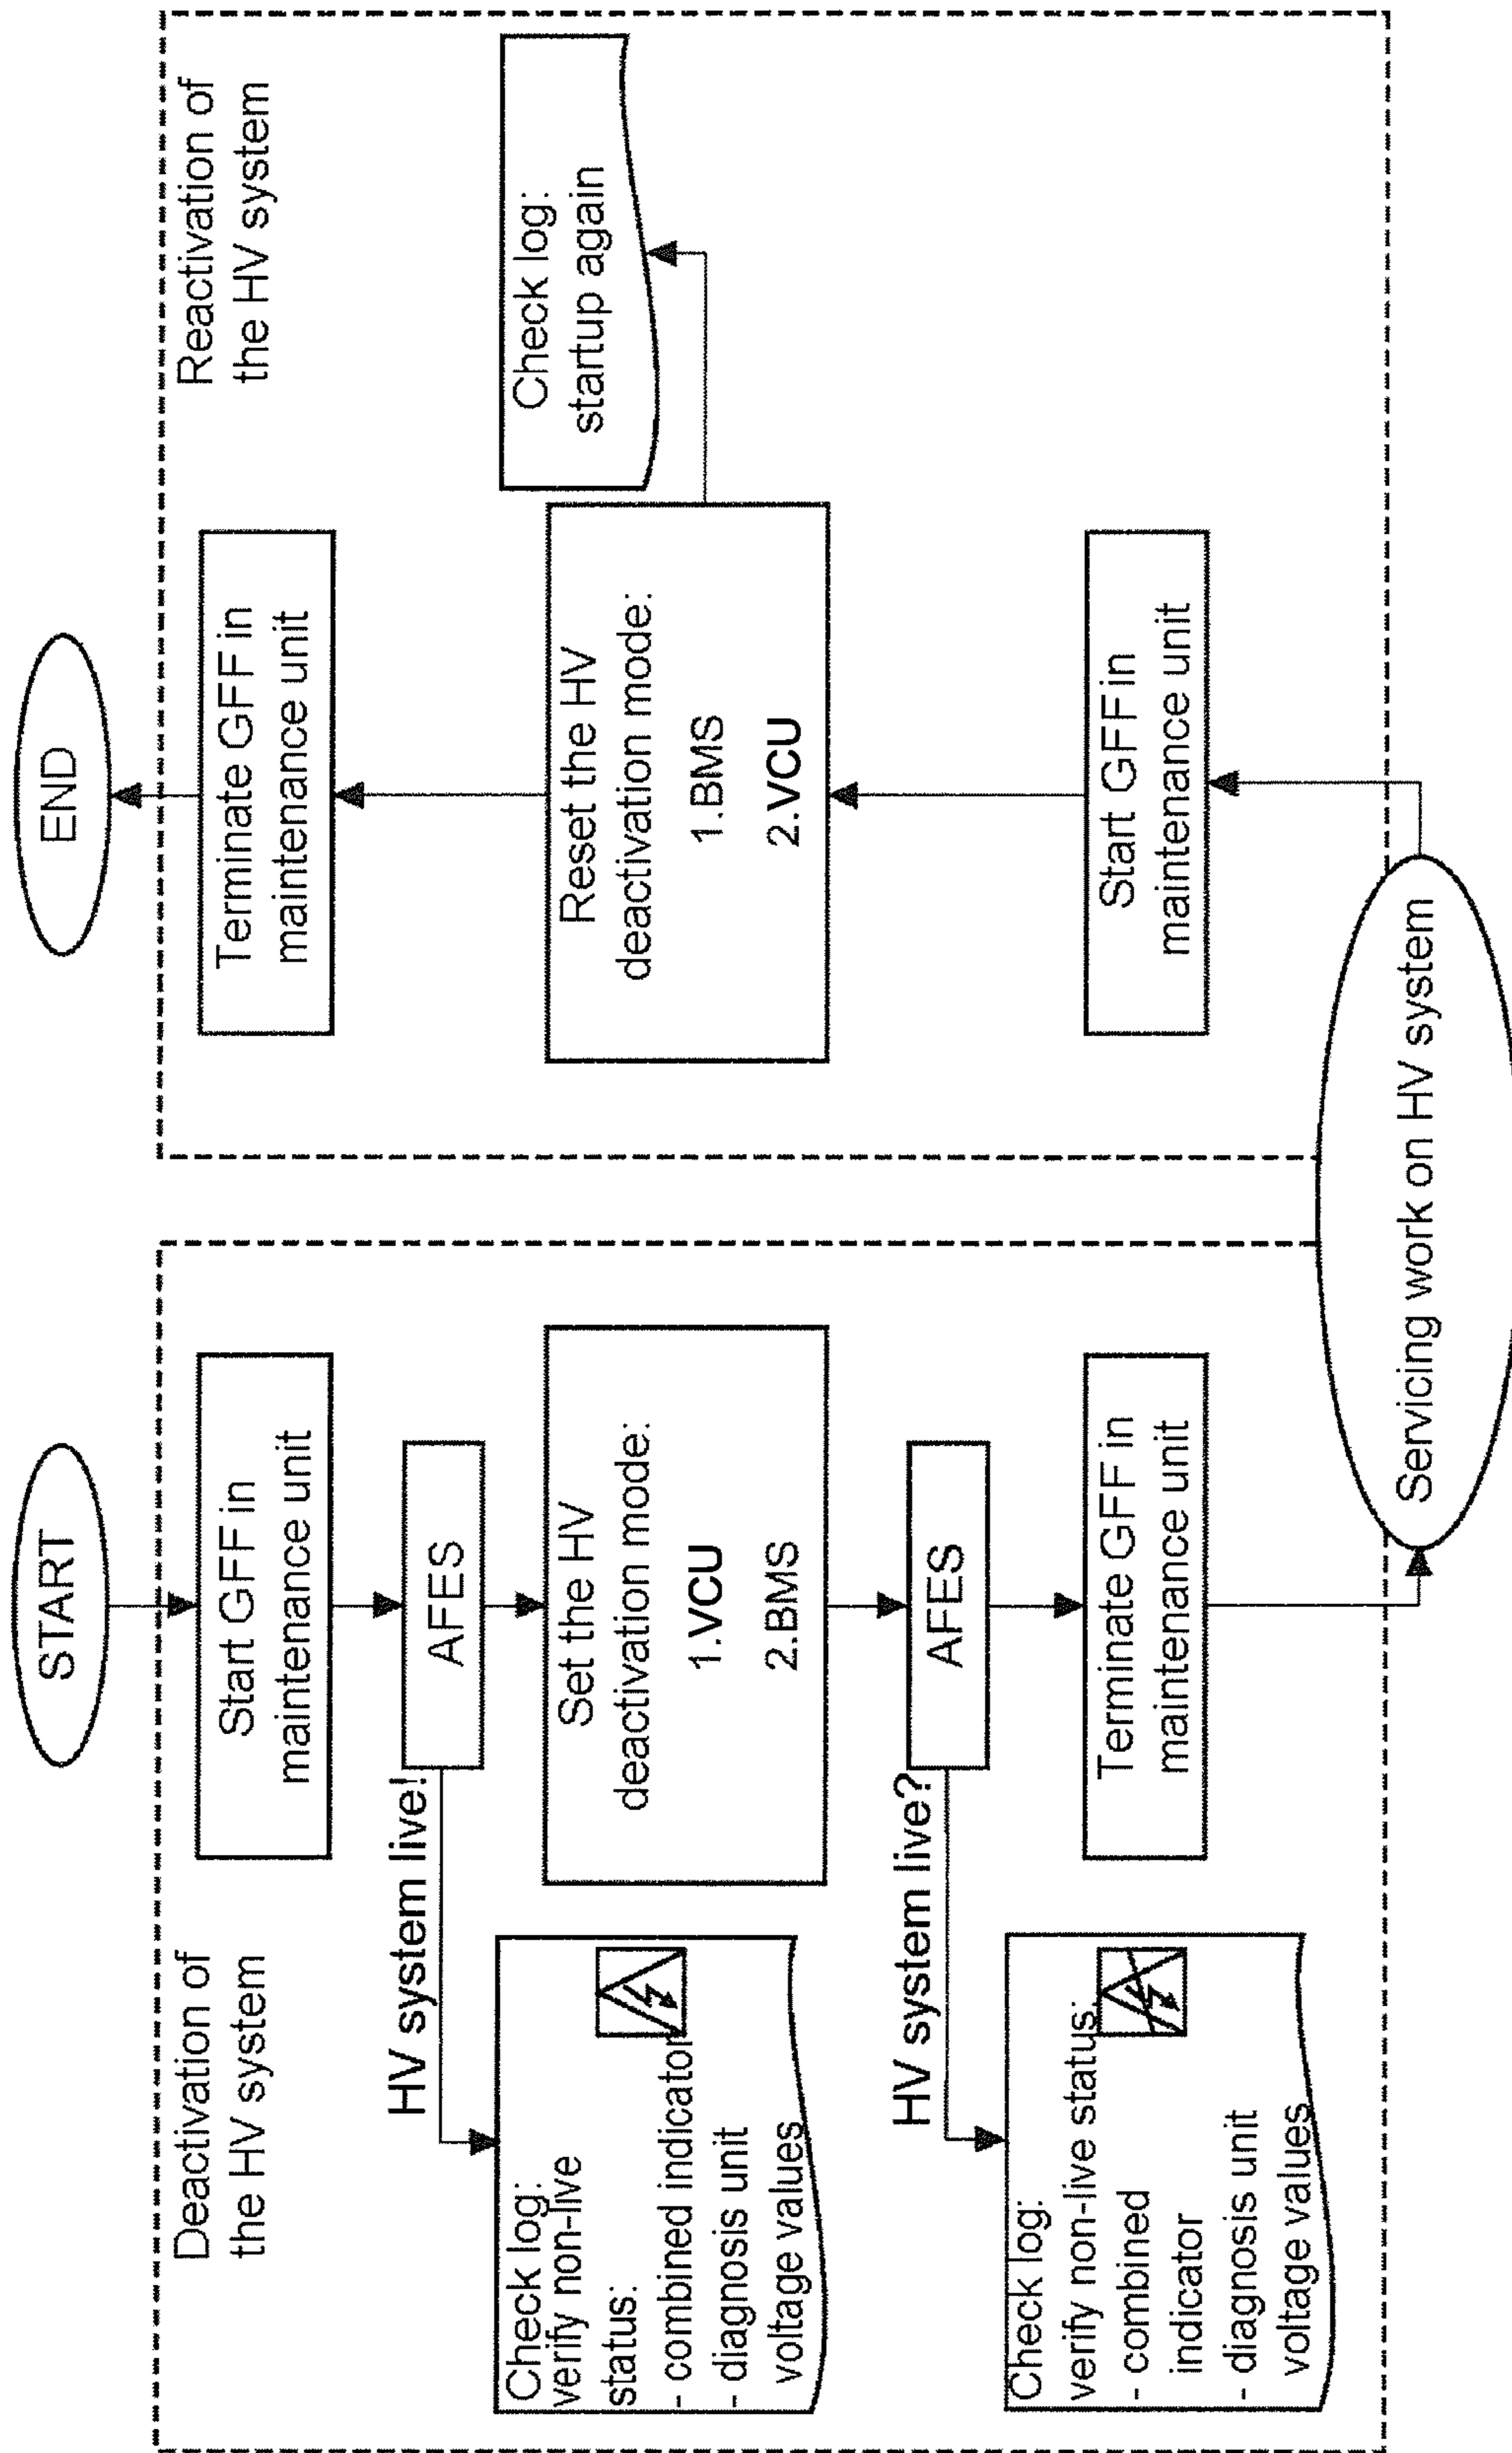 START
Deactivation of
the HV system
Start GFF in
maintenance unit
AFES
HV system live!
Check log:
verify non-live
status:
- combined indicator
- diagnosis unit
voltage values
Set the HV
deactivation mode:
1.VCU
2.BMS
AFES
HV system live?
Check log:
verify non-live status:
- combined
indicator
- diagnosis unit
voltage values
Terminate GFF in
maintenance unit
Servicing work on HV system
END
Reactivation of
the HV system
Terminate GFF in
maintenance unit
Check log:
startup again
Reset the HV
deactivation mode:
1.BMS
2.VCU
Start GFF in
maintenance unit